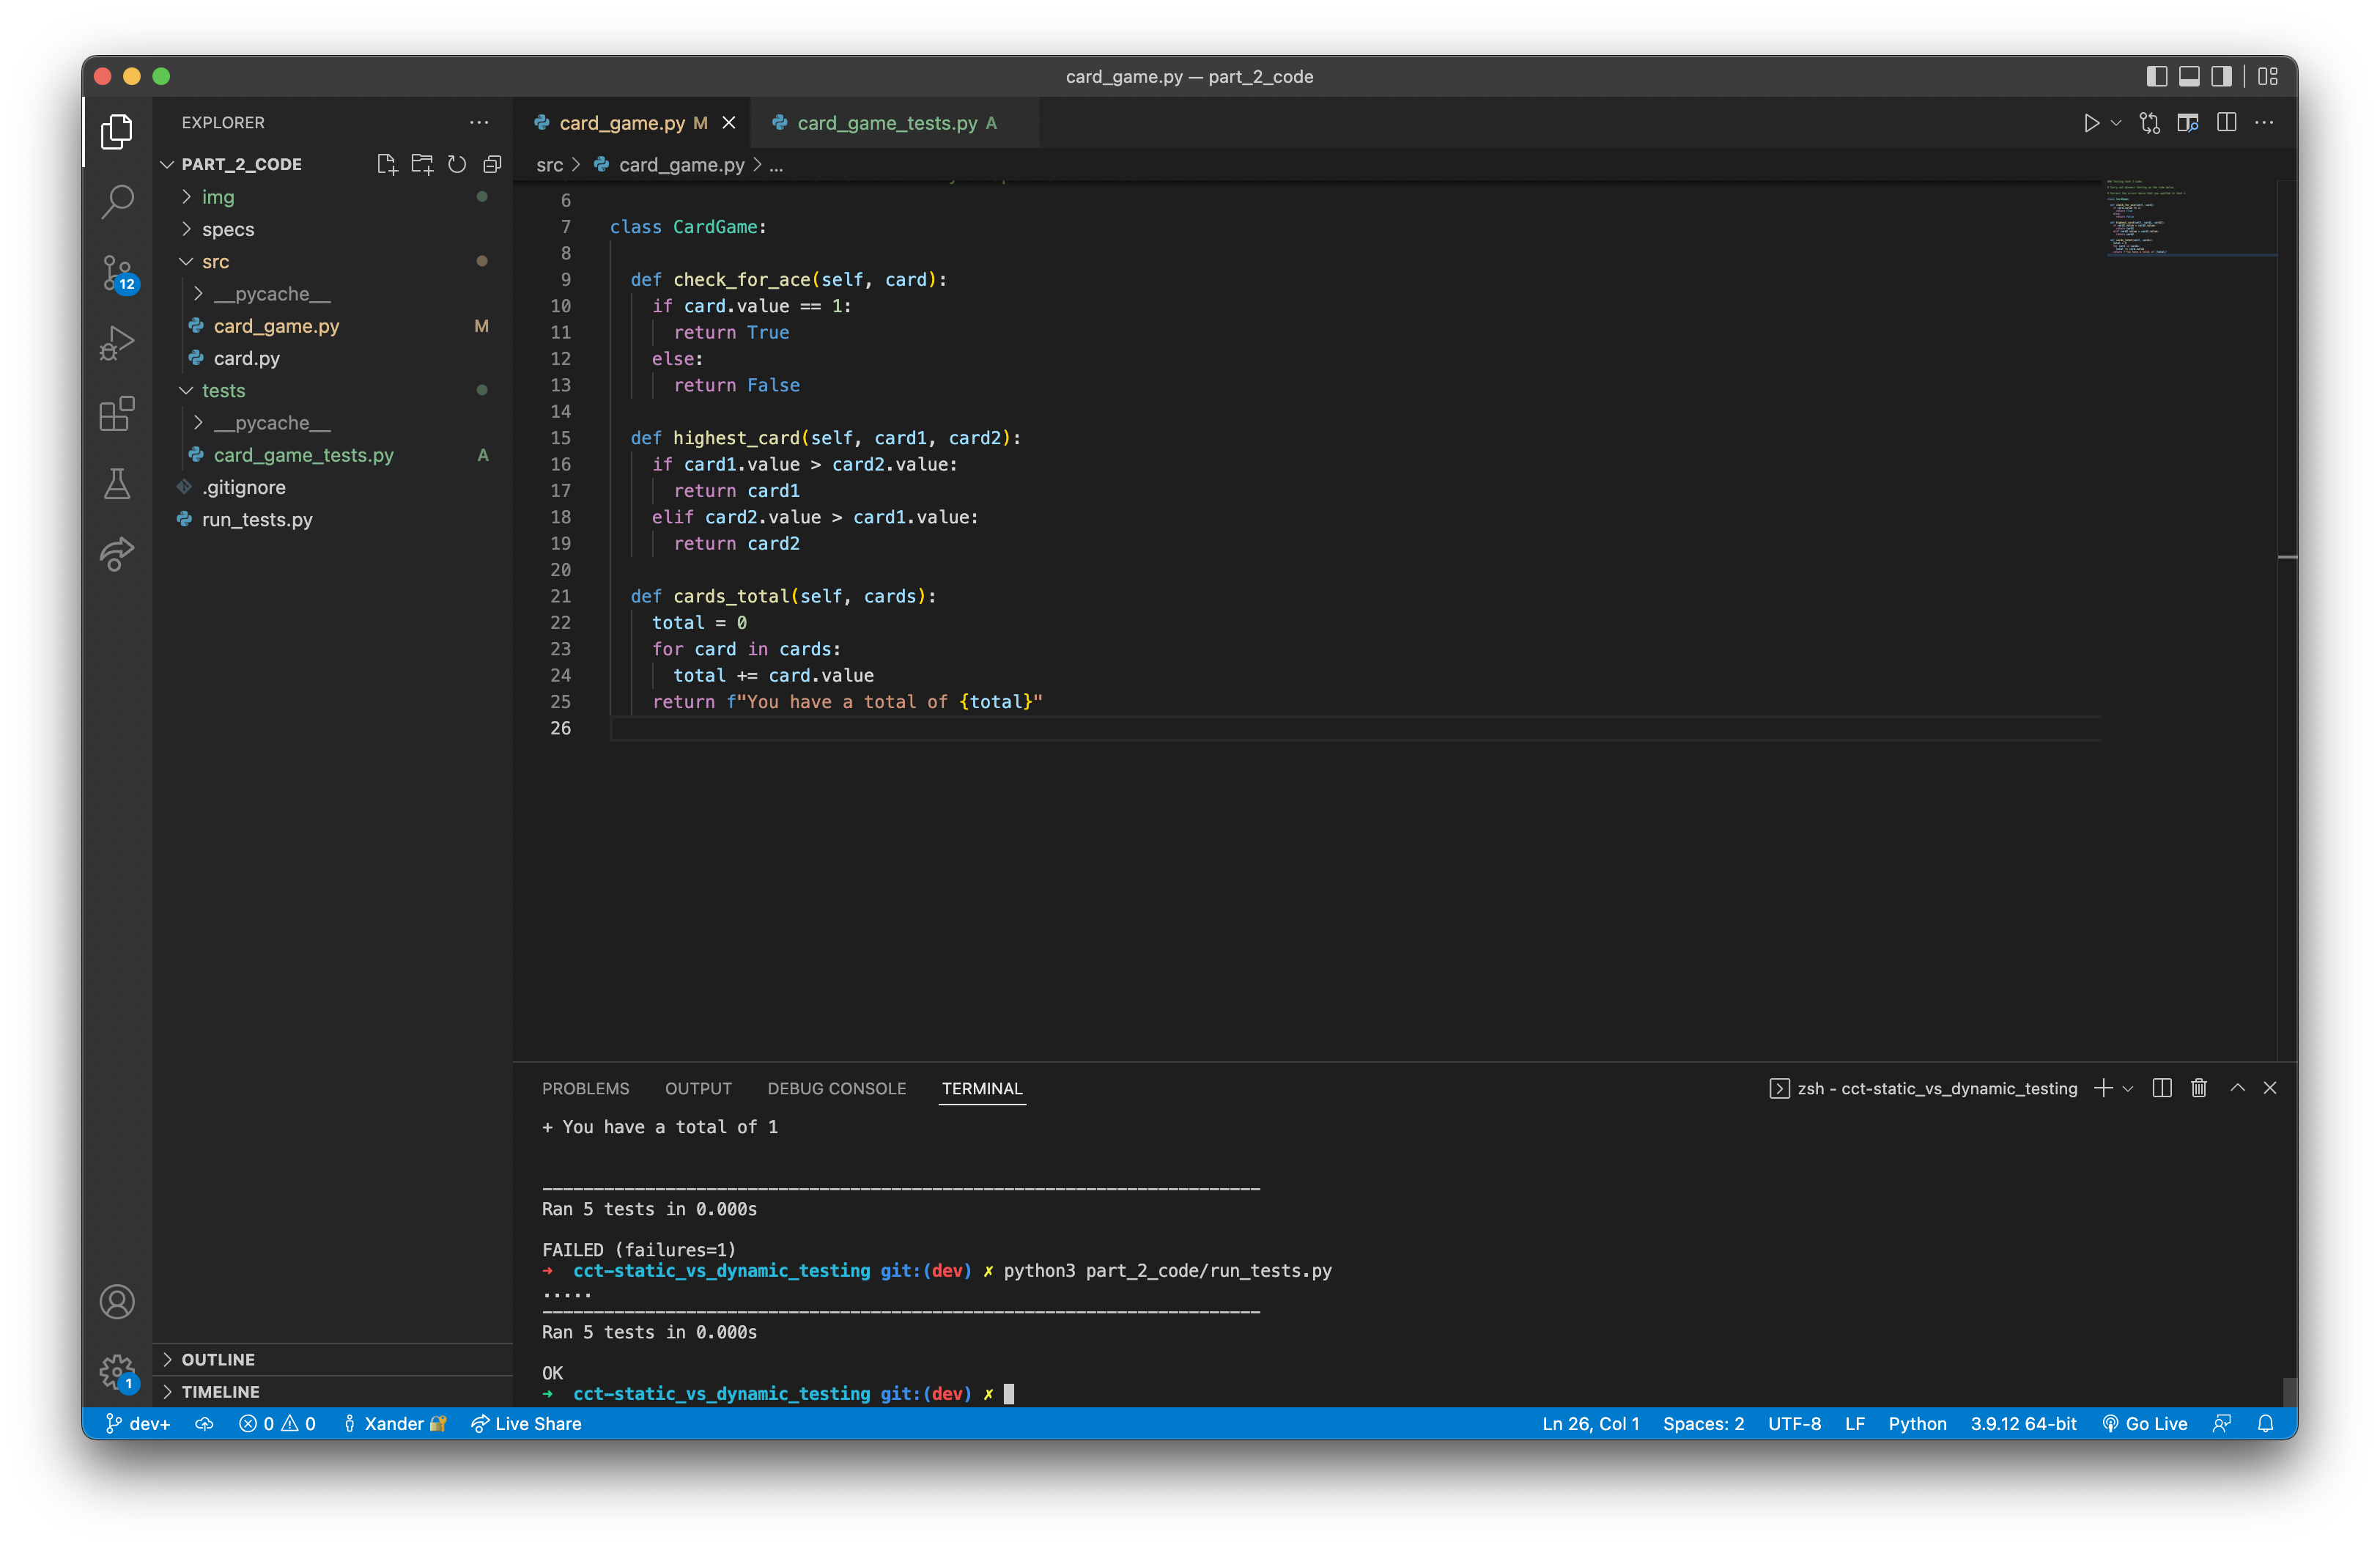 card_game.py — part_2_code
EXPLORER
PART_2_CODE
img
specs
src
__pycache__
card_game.py M
card.py
tests
__pycache__
card_game_tests.py A
.gitignore
run_tests.py
OUTLINE
TIMELINE
12
1
card_game.py M
card_game_tests.py A
src > card_game.py > ...
6
7 class CardGame:
8
9 def check_for_ace(self, card):
10 if card.value == 1:
11 return True
12 else:
13 return False
14
15 def highest_card(self, card1, card2):
16 if card1.value > card2.value:
17 return card1
18 elif card2.value > card1.value:
19 return card2
20
21 def cards_total(self, cards):
22 total = 0
23 for card in cards:
24 total += card.value
25 return f"You have a total of {total}"
26
PROBLEMS OUTPUT DEBUG CONSOLE TERMINAL
zsh - cct-static_vs_dynamic_testing
+ You have a total of 1
----------------------------------------------------------------------
Ran 5 tests in 0.000s
FAILED (failures=1)
➜ cct-static_vs_dynamic_testing git:(dev) ✗ python3 part_2_code/run_tests.py
.....
----------------------------------------------------------------------
Ran 5 tests in 0.000s
OK
➜ cct-static_vs_dynamic_testing git:(dev) ✗
dev+ 0 0 Xander 🔐 Live Share
Ln 26, Col 1 Spaces: 2 UTF-8 LF Python 3.9.12 64-bit Go Live